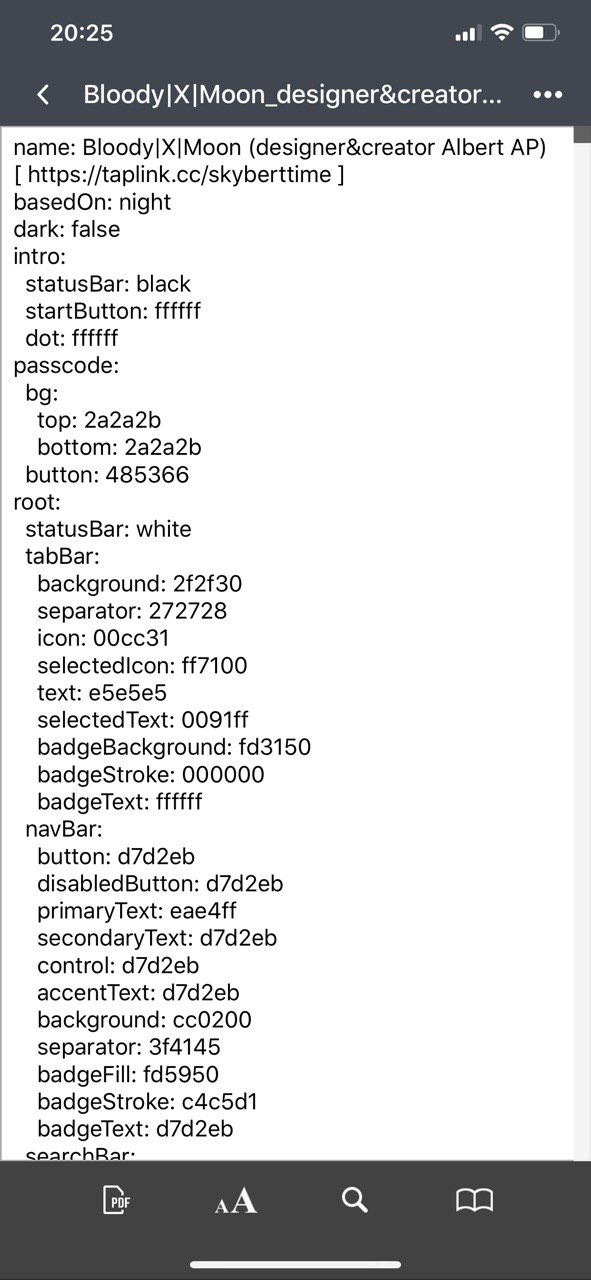 20:25
Bloody|X|Moon_designer&creator...
name: Bloody|X|Moon (designer&creator Albert AP)
[ https://taplink.cc/skyberttime ]
basedOn: night
dark: false
intro:
statusBar: black
startButton: ffffff
dot: ffffff
passcode:
bg:
top: 2a2a2b
bottom: 2a2a2b
button: 485366
root:
statusBar: white
tabBar:
background: 2f2f30
separator: 272728
icon: 00cc31
selectedIcon: ff7100
text: e5e5e5
selectedText: 0091ff
badgeBackground: fd3150
badgeStroke: 000000
badgeText: ffffff
navBar:
button: d7d2eb
disabledButton: d7d2eb
primaryText: eae4ff
secondaryText: d7d2eb
control: d7d2eb
accentText: d7d2eb
background: cc0200
separator: 3f4145
badgeFill: fd5950
badgeStroke: c4c5d1
badgeText: d7d2eb
searchBar:
PDF
AA